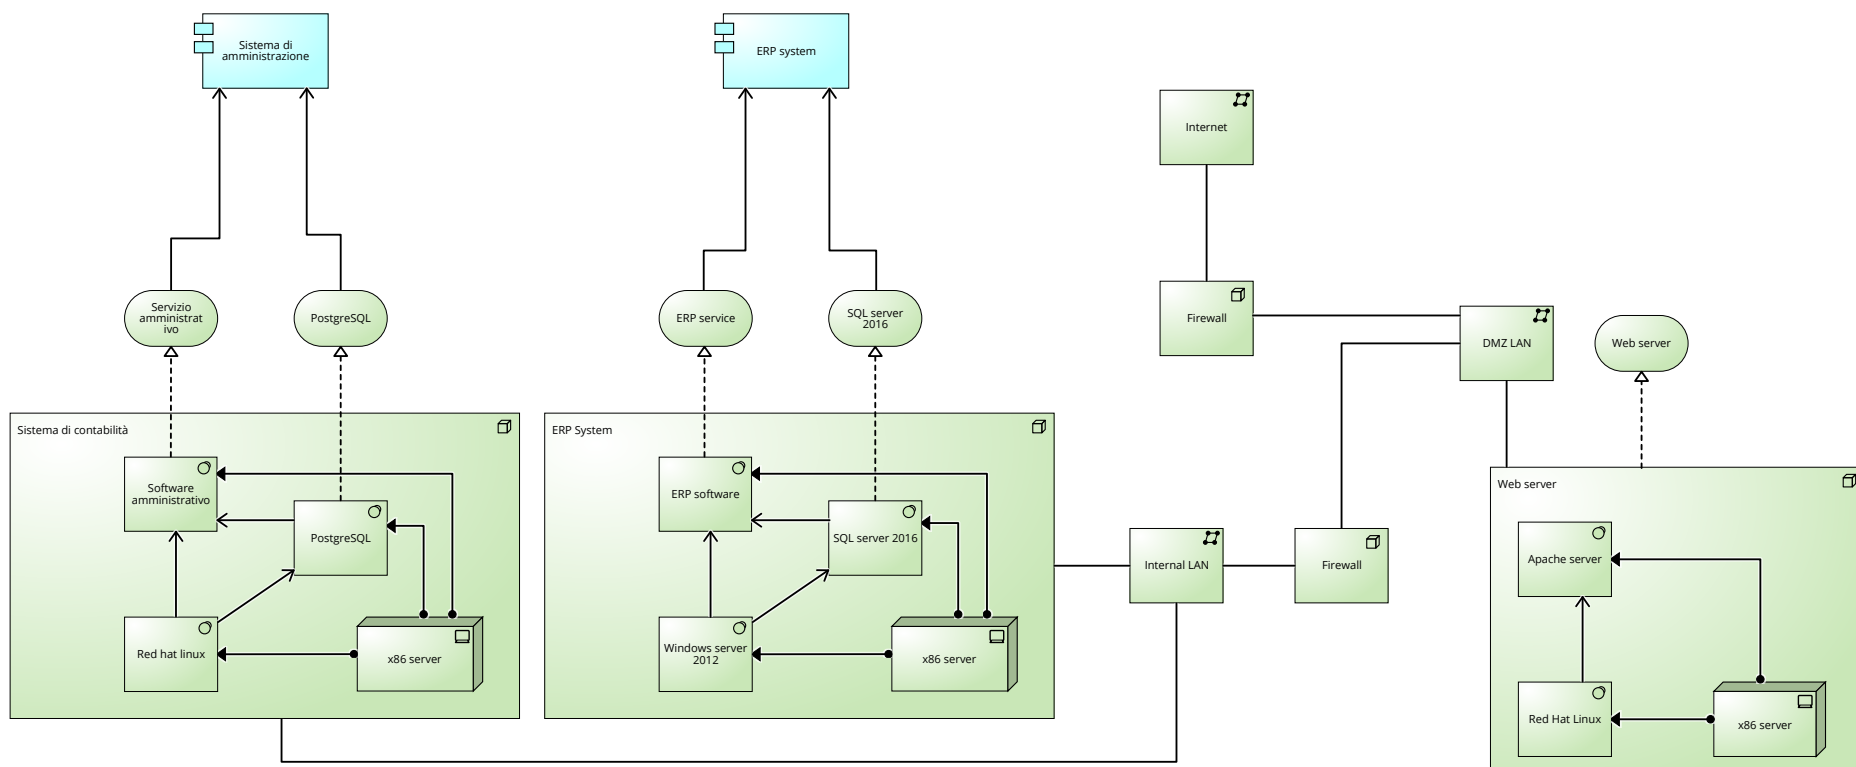 Sistema di
amministrazione
ERP system
Internet
Servizio
amministrat
ivo
PostgreSQL
ERP service
SQL server
2016
Firewall
DMZ LAN
Web server
Sistema di contabilità
ERP System
Software
amministrativo
PostgreSQL
ERP software
SQL server 2016
Web server
Internal LAN
Firewall
Apache server
Red hat linux
x86 server
Windows server
2012
x86 server
Red Hat Linux
x86 server